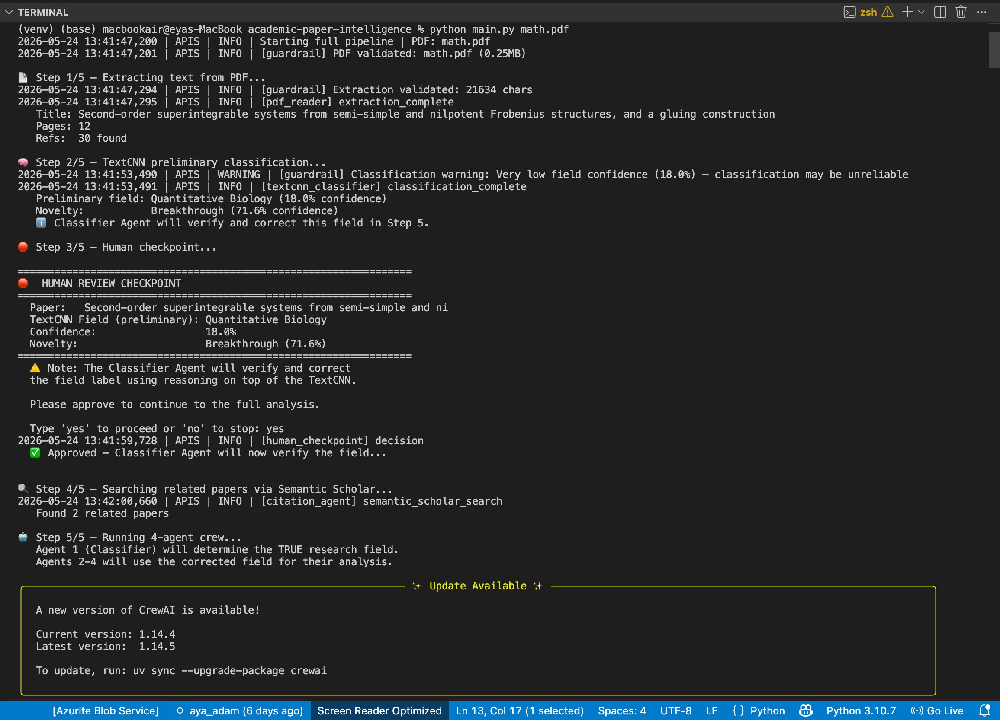 TERMINAL
zsh
(venv) (base) macbookair@eyas-MacBook academic-paper-intelligence % python main.py math.pdf
2026-05-24 13:41:47,200 | APIS | INFO | Starting full pipeline | PDF: math.pdf
2026-05-24 13:41:47,201 | APIS | INFO | [guardrail] PDF validated: math.pdf (0.25MB)
📄 Step 1/5 — Extracting text from PDF...
2026-05-24 13:41:47,294 | APIS | INFO | [guardrail] Extraction validated: 21634 chars
2026-05-24 13:41:47,295 | APIS | INFO | [pdf_reader] extraction_complete
Title: Second-order superintegrable systems from semi-simple and nilpotent Frobenius structures, and a gluing construction
Pages: 12
Refs:  30 found
🧠 Step 2/5 — TextCNN preliminary classification...
2026-05-24 13:41:53,490 | APIS | WARNING | [guardrail] Classification warning: Very low field confidence (18.0%) — classification may be unreliable
2026-05-24 13:41:53,491 | APIS | INFO | [textcnn_classifier] classification_complete
Preliminary field: Quantitative Biology (18.0% confidence)
Novelty:           Breakthrough (71.6% confidence)
ℹ️ Classifier Agent will verify and correct this field in Step 5.
🛑 Step 3/5 — Human checkpoint...
=================================================================
🛑  HUMAN REVIEW CHECKPOINT
=================================================================
Paper:   Second-order superintegrable systems from semi-simple and ni
TextCNN Field (preliminary): Quantitative Biology
Confidence:                  18.0%
Novelty:                     Breakthrough (71.6%)
=================================================================
⚠️ Note: The Classifier Agent will verify and correct
the field label using reasoning on top of the TextCNN.
Please approve to continue to the full analysis.
Type 'yes' to proceed or 'no' to stop: yes
2026-05-24 13:41:59,728 | APIS | INFO | [human_checkpoint] decision
✅ Approved — Classifier Agent will now verify the field...
🔍 Step 4/5 — Searching related papers via Semantic Scholar...
2026-05-24 13:42:00,660 | APIS | INFO | [citation_agent] semantic_scholar_search
Found 2 related papers
🤖 Step 5/5 — Running 4-agent crew...
Agent 1 (Classifier) will determine the TRUE research field.
Agents 2-4 will use the corrected field for their analysis.
✨ Update Available ✨
A new version of CrewAI is available!
Current version: 1.14.4
Latest version:  1.14.5
To update, run: uv sync --upgrade-package crewai
[Azurite Blob Service] aya_adam (6 days ago) Screen Reader Optimized Ln 13, Col 17 (1 selected) Spaces: 4 UTF-8 LF { } Python Python 3.10.7 Go Live